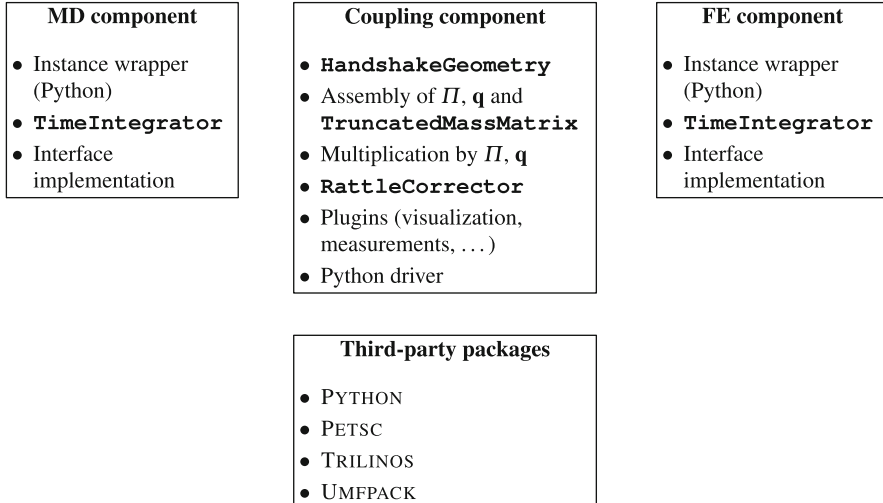 MD component
• Instance wrapper
(Python)
• TimeIntegrator
• Interface
implementation
Coupling component
• HandshakeGeometry
• Assembly of Π, q and
TruncatedMassMatrix
• Multiplication by Π, q
• RattleCorrector
• Plugins (visualization,
measurements, ...)
• Python driver
FE component
• Instance wrapper
(Python)
• TimeIntegrator
• Interface
implementation
Third-party packages
• PYTHON
• PETSC
• TRILINOS
• UMFPACK